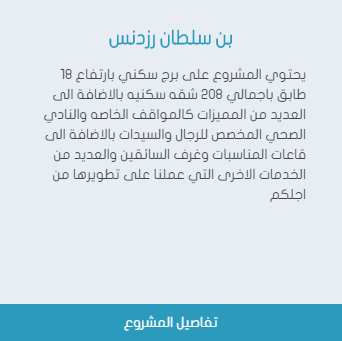 بن سلطان رزدنس
يحتوي المشروع على برج سكني بارتفاع 18
طابق باجمالي 208 شقه سكنيه بالاضافة الى
العديد من المميزات كالمواقف الخاصه والنادي
الصحي المخصص للرجال والسيدات بالاضافة الى
قاعات المناسبات وغرف السائقين والعديد من
الخدمات الاخرى التي عملنا على تطويرها من
اجلكم
تفاصيل المشروع